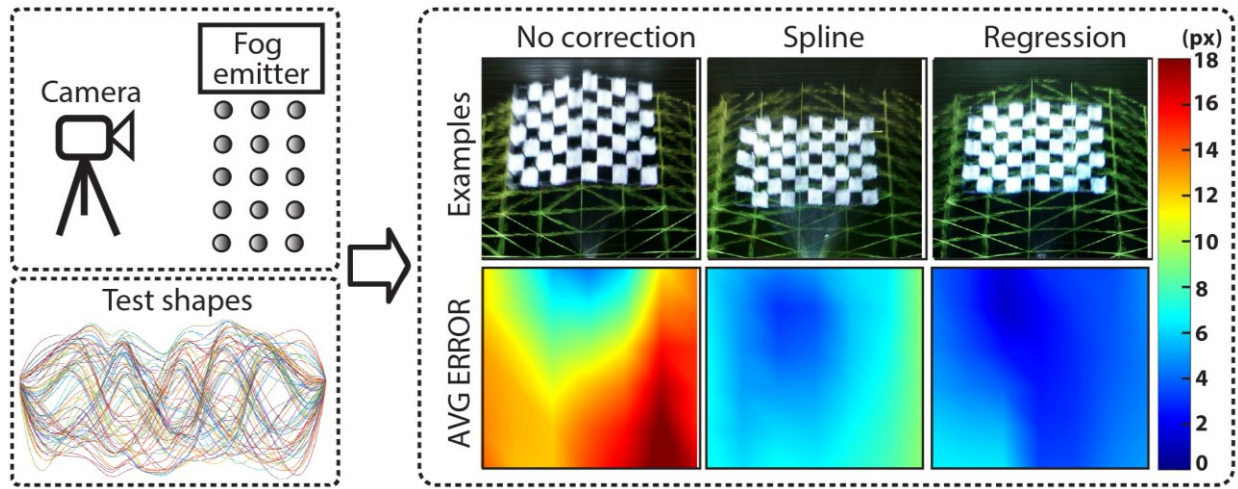 Fog
emitter
Camera
Test shapes
No correction
Spline
Regression
(px)
Examples
AVG ERROR
18
16
14
12
10
8
6
4
2
0